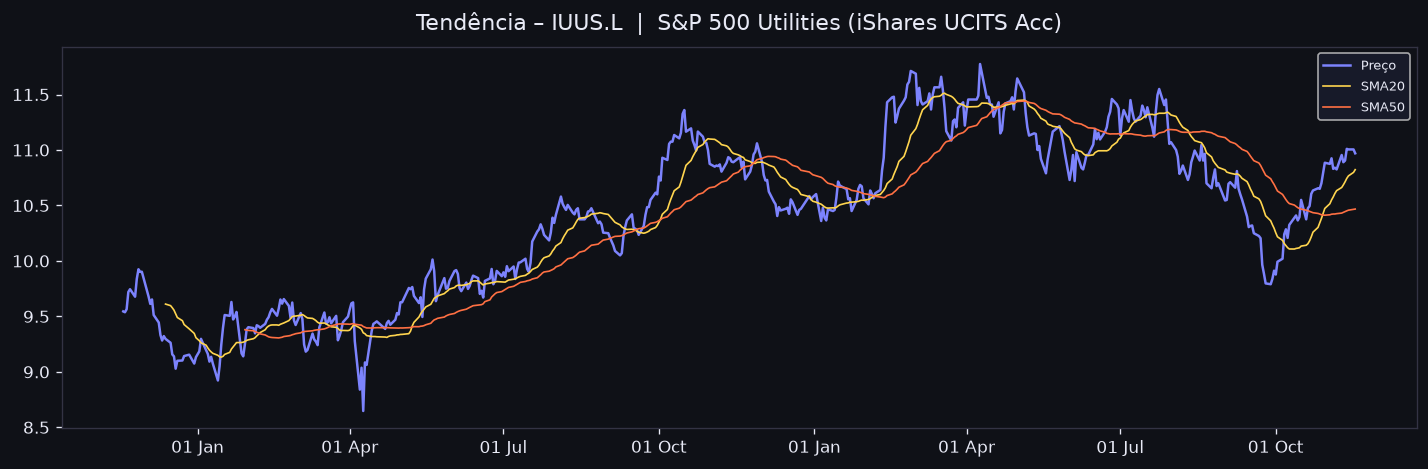 Tendência – IUUS.L | S&P 500 Utilities (iShares UCITS Acc)
Preço
SMA20
SMA50
11.5
11.0
10.5
10.0
9.5
9.0
8.5
01 Jan
01 Apr
01 Jul
01 Oct
01 Jan
01 Apr
01 Jul
01 Oct